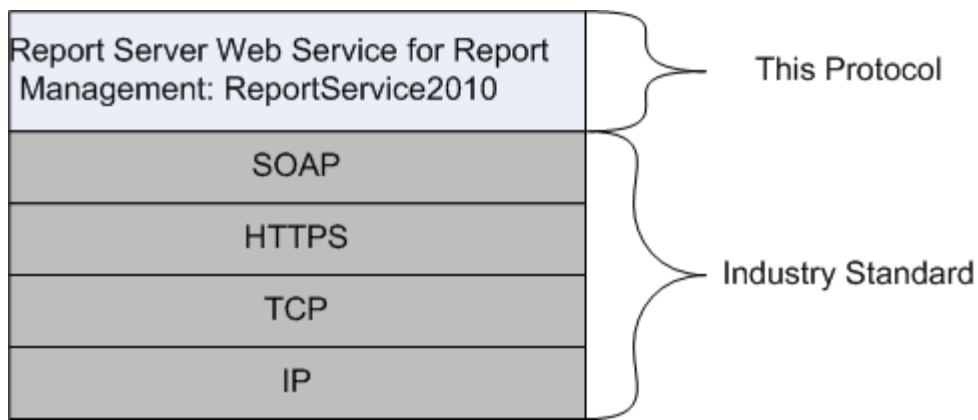 Report Server Web Service for Report
Management: ReportService2010
This Protocol
SOAP
HTTPS
TCP
IP
Industry Standard